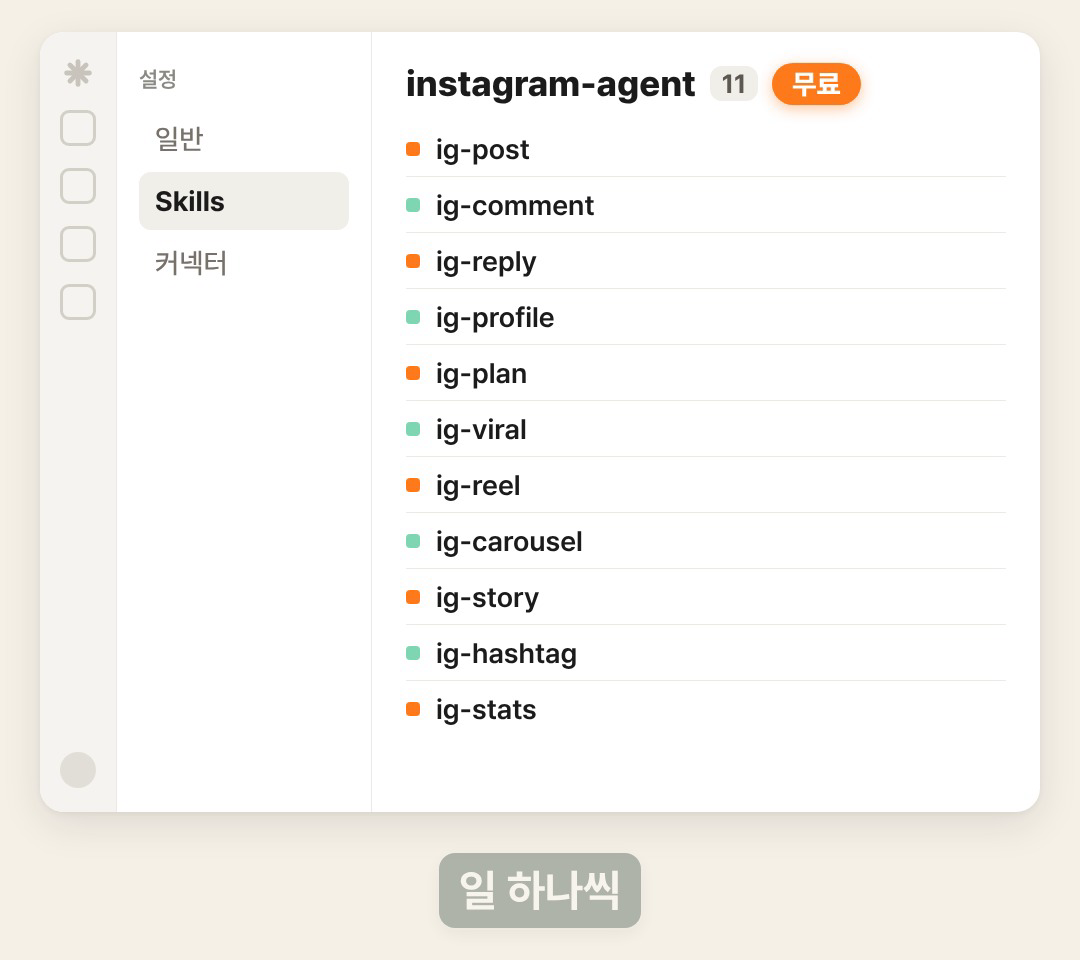 설정
일반
Skills
커넥터
instagram-agent 11 무료
ig-post
ig-comment
ig-reply
ig-profile
ig-plan
ig-viral
ig-reel
ig-carousel
ig-story
ig-hashtag
ig-stats
일 하나씩